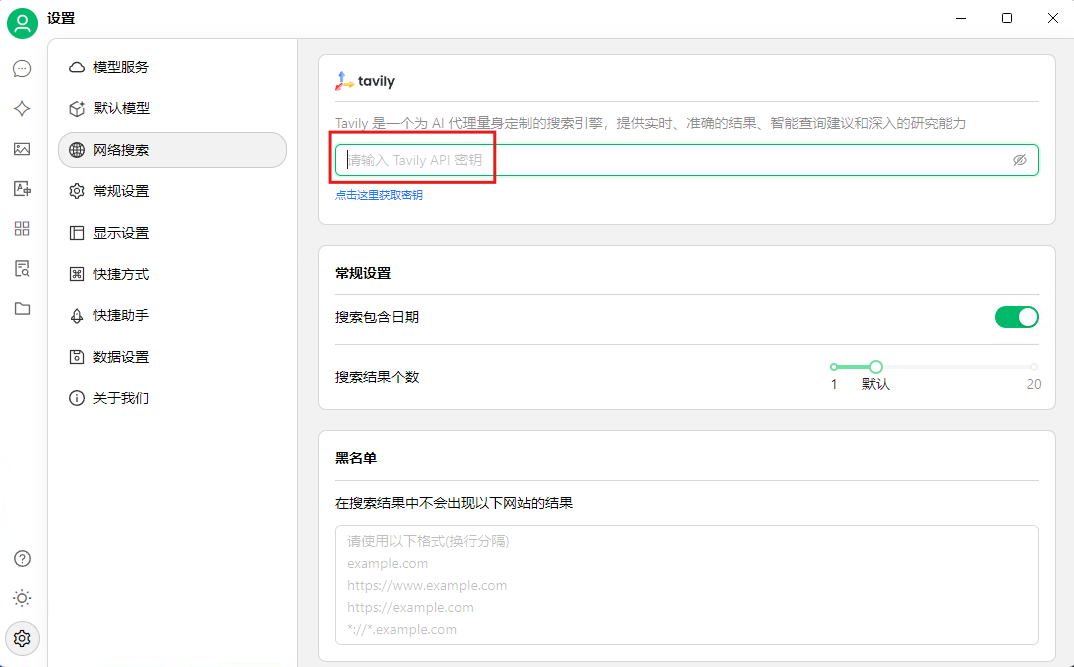 设置
模型服务
默认模型
网络搜索
常规设置
显示设置
快捷方式
快捷助手
数据设置
关于我们
tavily
Tavily 是一个为 AI 代理量身定制的搜索引擎，提供实时、准确的结果、智能查询建议和深入的研究能力
请输入 Tavily API 密钥
点击这里获取密钥
常规设置
搜索包含日期
搜索结果个数
1 默认 20
黑名单
在搜索结果中不会出现以下网站的结果
请使用以下格式(换行分隔)
example.com
https://www.example.com
https://example.com
*://*.example.com